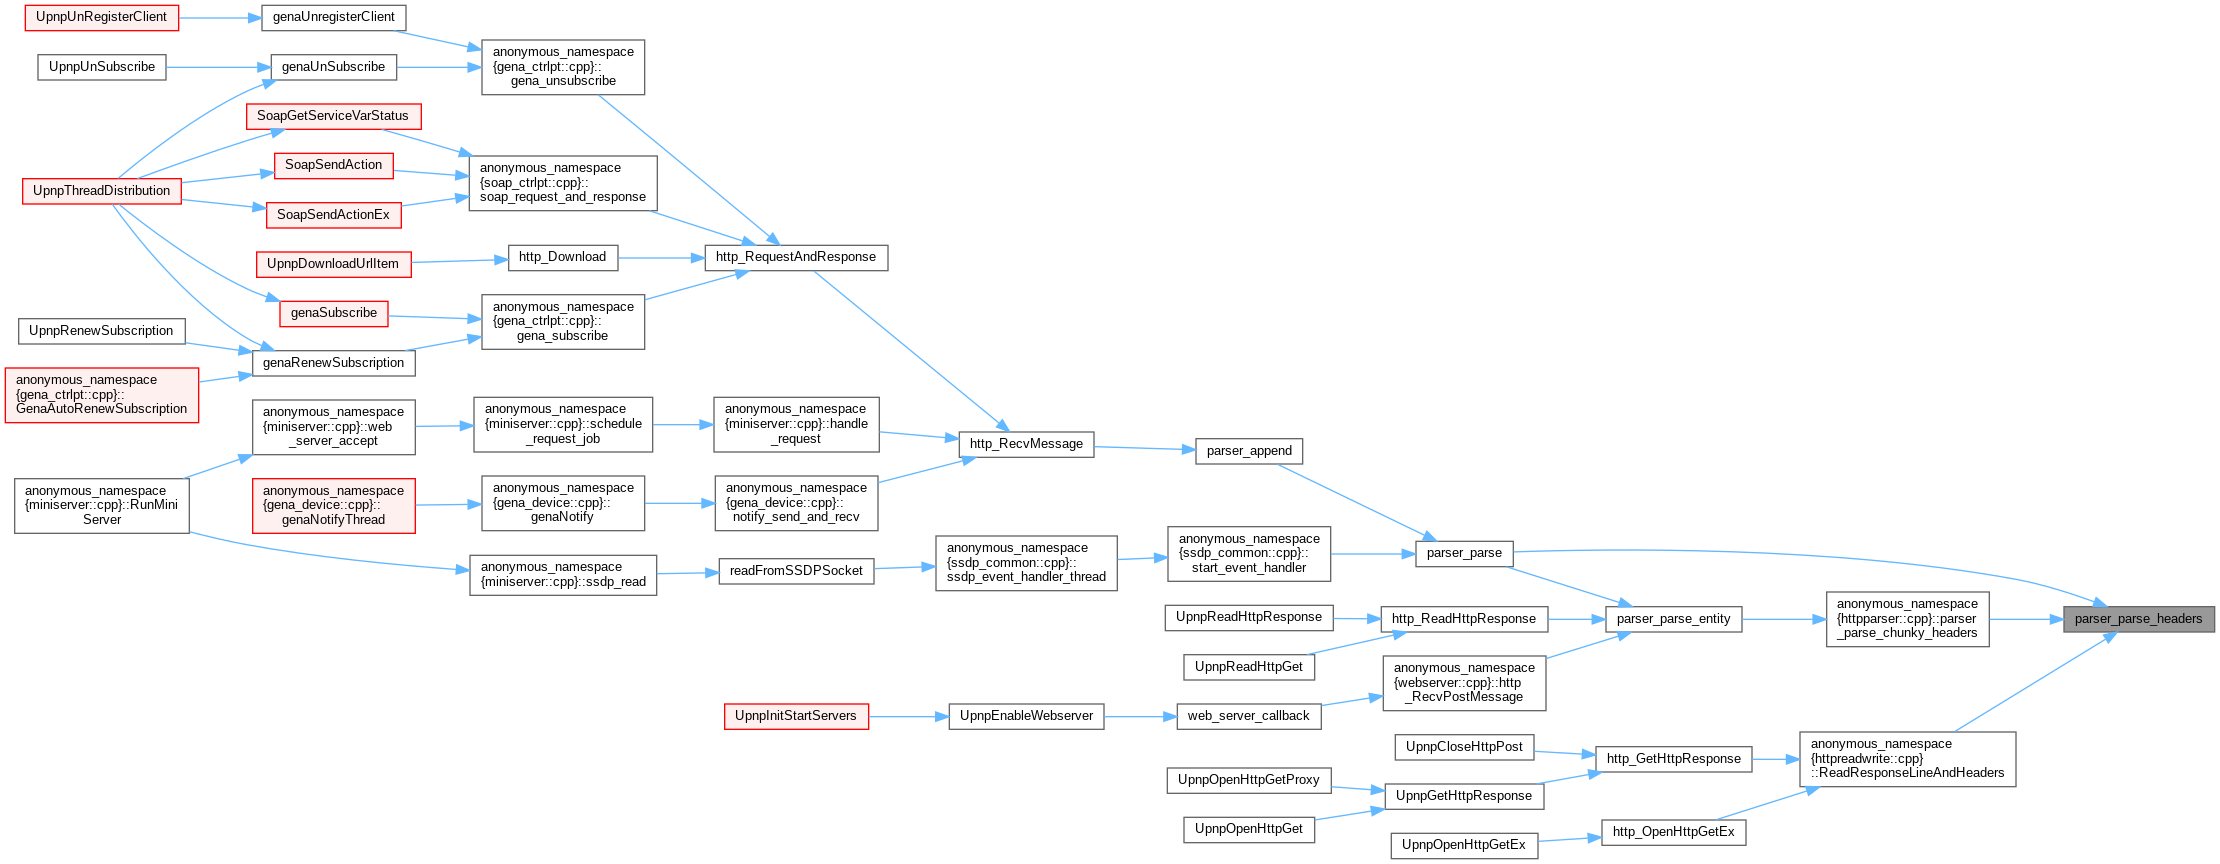 UpnpUnRegisterClient
genaUnregisterClient
UpnpUnSubscribe
genaUnSubscribe
anonymous_namespace
{gena_ctrlpt::cpp}::
gena_unsubscribe
SoapGetServiceVarStatus
SoapSendAction
UpnpThreadDistribution
SoapSendActionEx
anonymous_namespace
{soap_ctrlpt::cpp}::
soap_request_and_response
UpnpDownloadUrlItem
http_Download
http_RequestAndResponse
genaSubscribe
anonymous_namespace
{gena_ctrlpt::cpp}::
gena_subscribe
UpnpRenewSubscription
genaRenewSubscription
anonymous_namespace
{gena_ctrlpt::cpp}::
GenaAutoRenewSubscription
anonymous_namespace
{miniserver::cpp}::web
_server_accept
anonymous_namespace
{miniserver::cpp}::schedule
_request_job
anonymous_namespace
{miniserver::cpp}::handle
_request
http_RecvMessage
parser_append
anonymous_namespace
{miniserver::cpp}::RunMini
Server
anonymous_namespace
{gena_device::cpp}::
genaNotifyThread
anonymous_namespace
{gena_device::cpp}::
genaNotify
anonymous_namespace
{gena_device::cpp}::
notify_send_and_recv
anonymous_namespace
{miniserver::cpp}::ssdp_read
readFromSSDPSocket
anonymous_namespace
{ssdp_common::cpp}::
ssdp_event_handler_thread
anonymous_namespace
{ssdp_common::cpp}::
start_event_handler
parser_parse
UpnpReadHttpResponse
http_ReadHttpResponse
parser_parse_entity
anonymous_namespace
{httpparser::cpp}::parser
_parse_chunky_headers
parser_parse_headers
UpnpReadHttpGet
anonymous_namespace
{webserver::cpp}::http
_RecvPostMessage
UpnpInitStartServers
UpnpEnableWebserver
web_server_callback
UpnpCloseHttpPost
http_GetHttpResponse
anonymous_namespace
{httpreadwrite::cpp}
::ReadResponseLineAndHeaders
UpnpOpenHttpGetProxy
UpnpGetHttpResponse
UpnpOpenHttpGet
http_OpenHttpGetEx
UpnpOpenHttpGetEx